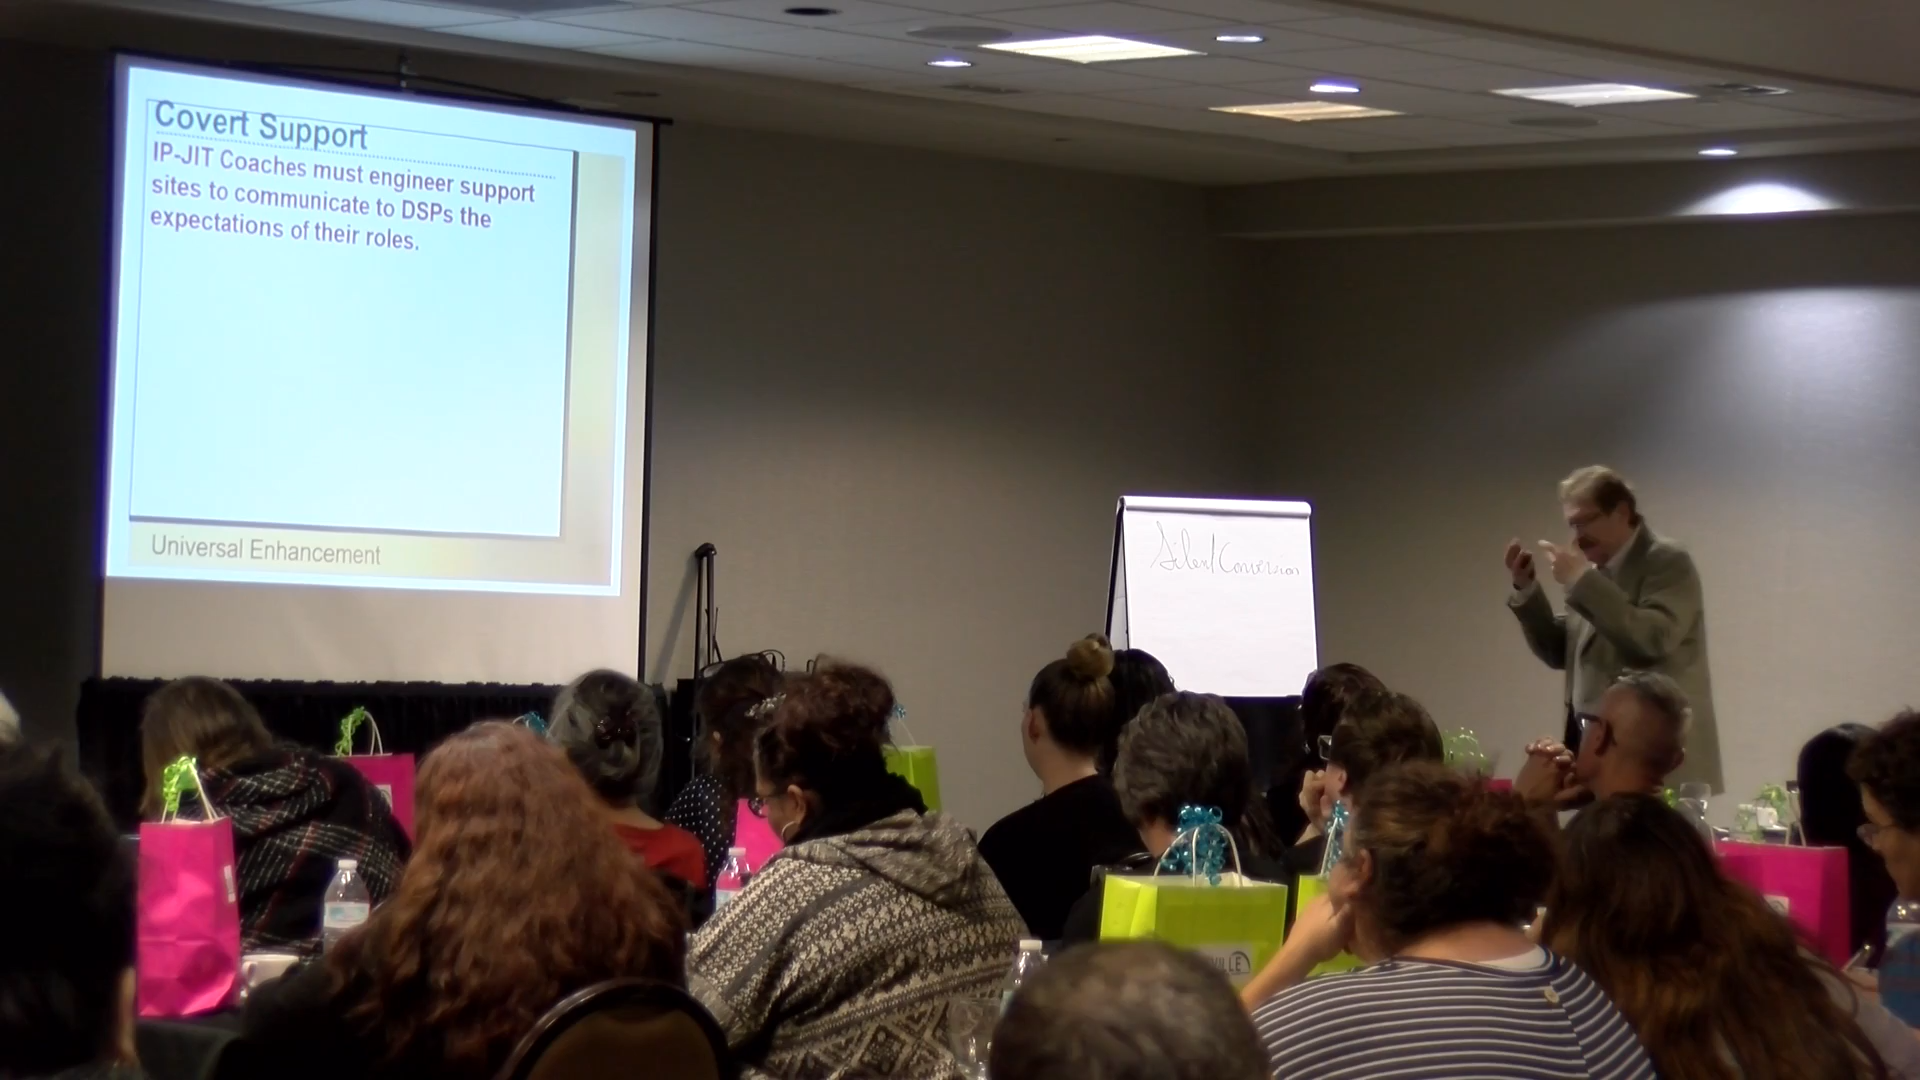 Covert Support
IP-JIT Coaches must engineer support
sites to communicate to DSPs the
expectations of their roles.
Universal Enhancement
Silent Conversion